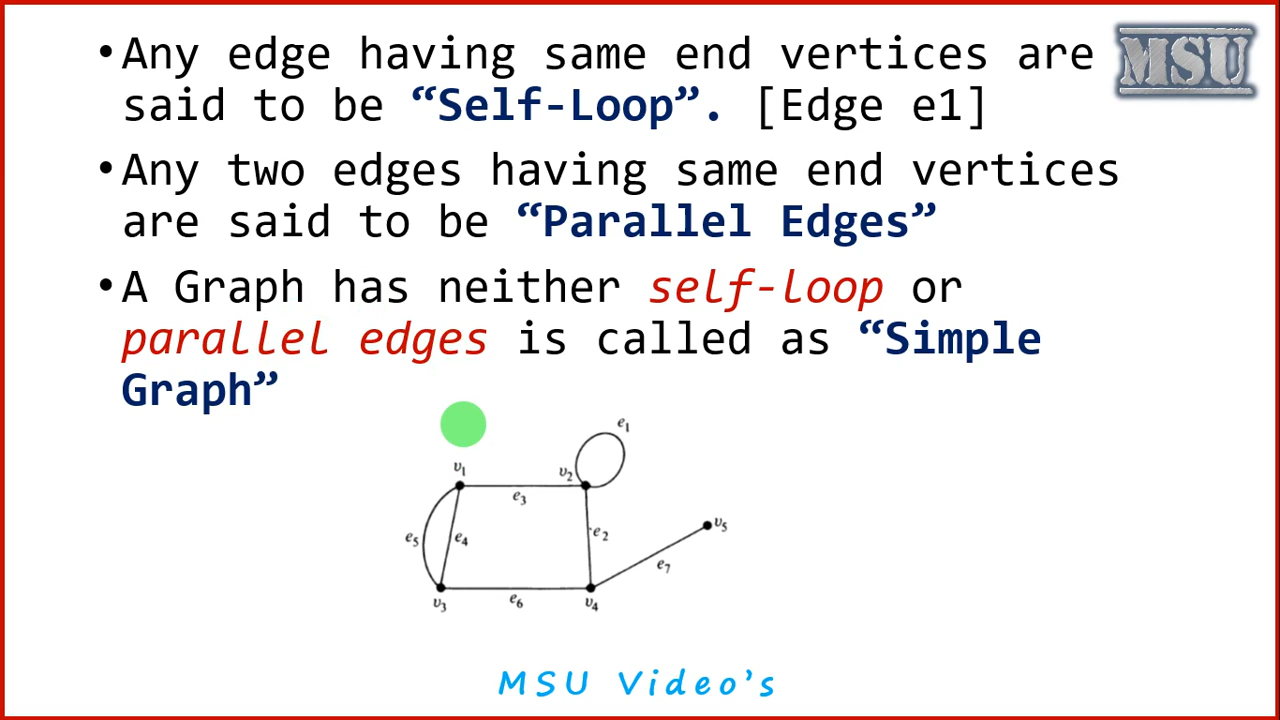 •Any edge having same end vertices are
said to be “Self-Loop”. [Edge e1]
•Any two edges having same end vertices
are said to be “Parallel Edges”
•A Graph has neither self-loop or
parallel edges is called as “Simple
Graph”
MSU
e1
v1
v2
e3
e5
e4
e2
v5
e7
v3
e6
v4
MSU Video's